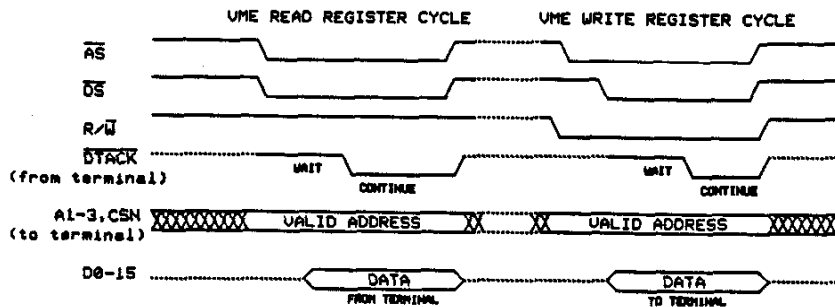 VME READ REGISTER CYCLE VME WRITE REGISTER CYCLE
AS
DS
R/W
DTACK WAIT WAIT
(from terminal) CONTINUE CONTINUE
A1-3,CSN VALID ADDRESS VALID ADDRESS
(to terminal)
D0-15 DATA DATA
FROM TERMINAL TO TERMINAL